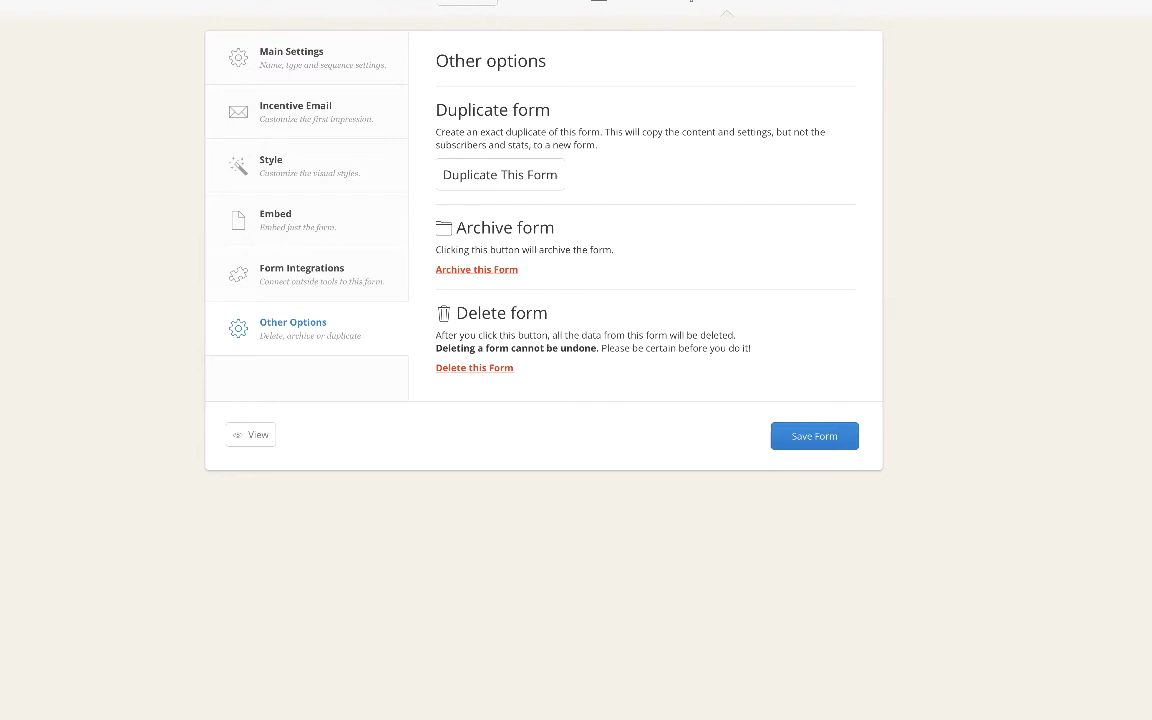 Main Settings
Name, type and sequence settings.
Incentive Email
Customize the first impression.
Style
Customize the visual styles.
Embed
Embed just the form.
Form Integrations
Connect outside tools to this form.
Other Options
Delete, archive or duplicate
Other options
Duplicate form
Create an exact duplicate of this form. This will copy the content and settings, but not the
subscribers and stats, to a new form.
Duplicate This Form
Archive form
Clicking this button will archive the form.
Archive this Form
Delete form
After you click this button, all the data from this form will be deleted.
Deleting a form cannot be undone. Please be certain before you do it!
Delete this Form
View
Save Form